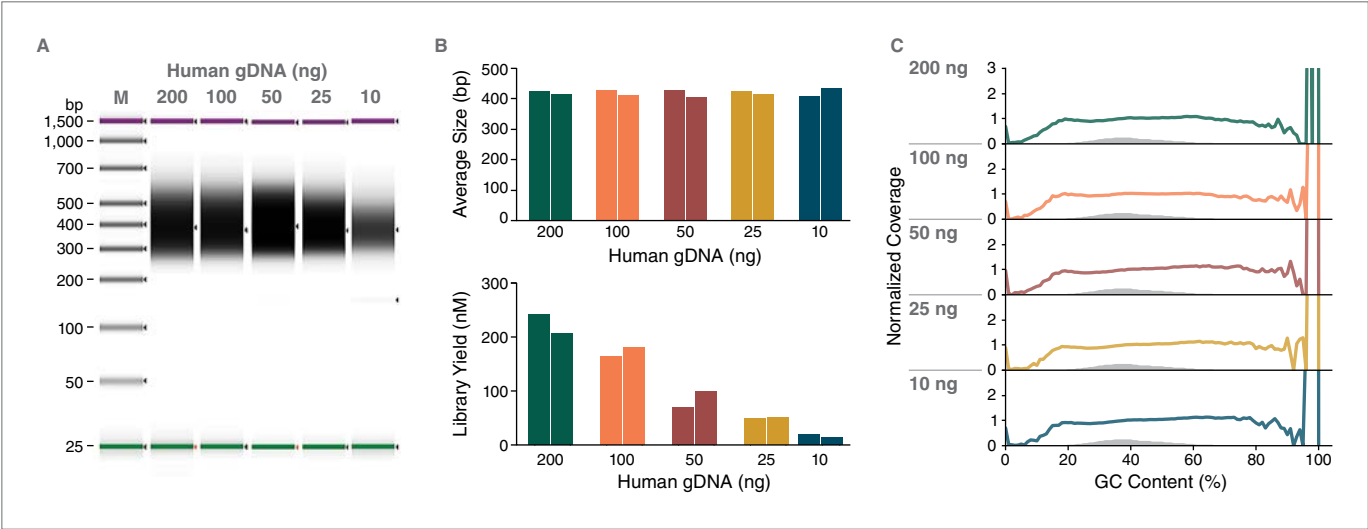 A
Human gDNA (ng)
bp
M 200 100 50 25 10
1,500
1,000
700
500
400
300
200
100
50
25
B
Average Size (bp)
500
400
300
200
100
0
200 100 50 25 10
Human gDNA (ng)
Library Yield (nM)
300
200
100
0
200 100 50 25 10
Human gDNA (ng)
C
Normalized Coverage
200 ng
3
2
1
0
100 ng
2
1
0
50 ng
2
1
0
25 ng
2
1
0
10 ng
2
1
0
0 20 40 60 80 100
GC Content (%)